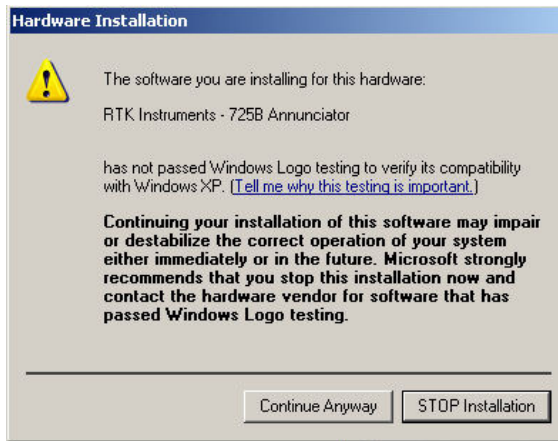 Hardware Installation
The software you are installing for this hardware:
RTK Instruments - 725B Annunciator
has not passed Windows Logo testing to verify its compatibility
with Windows XP. (Tell me why this testing is important.)
Continuing your installation of this software may impair
or destabilize the correct operation of your system
either immediately or in the future. Microsoft strongly
recommends that you stop this installation now and
contact the hardware vendor for software that has
passed Windows Logo testing.
Continue Anyway
STOP Installation